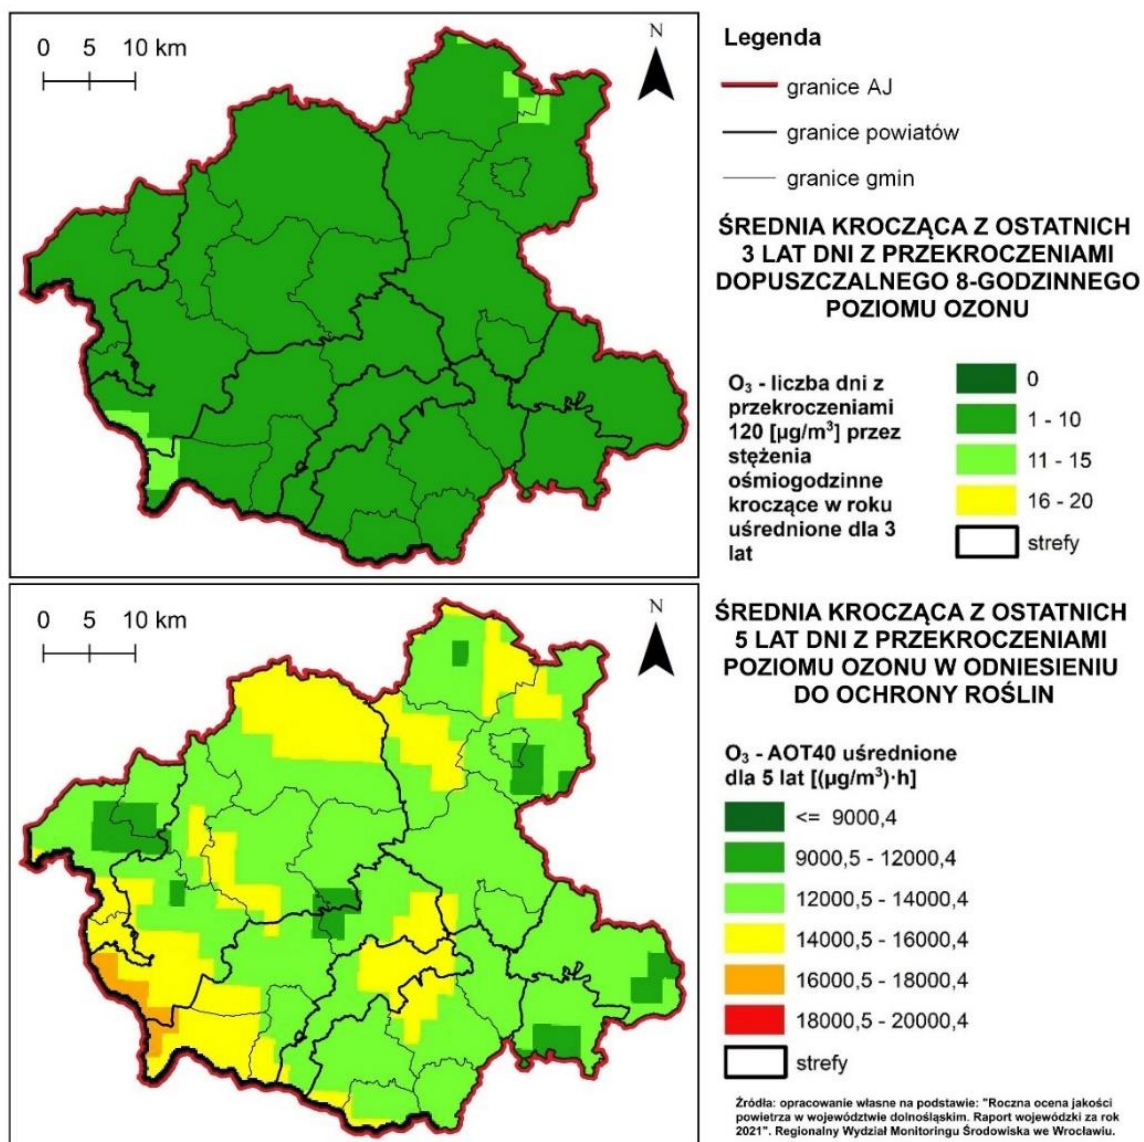 0 5 10 km
N
Legenda
granice AJ
granice powiatów
granice gmin
ŚREDNIA KROCZĄCA Z OSTATNICH
3 LAT DNI Z PRZEKROCZENIAMI
DOPUSZCZALNEGO 8-GODZINNEGO
POZIOMU OZONU
O₃ - liczba dni z
przekroczeniami
120 [µg/m³] przez
stężenia
ośmiogodzinne
kroczące w roku
uśrednione dla 3
lat
0
1 - 10
11 - 15
16 - 20
strefy
0 5 10 km
N
ŚREDNIA KROCZĄCA Z OSTATNICH
5 LAT DNI Z PRZEKROCZENIAMI
POZIOMU OZONU W ODNIESIENIU
DO OCHRONY ROŚLIN
O₃ - AOT40 uśrednione
dla 5 lat [(µg/m³)·h]
<= 9000,4
9000,5 - 12000,4
12000,5 - 14000,4
14000,5 - 16000,4
16000,5 - 18000,4
18000,5 - 20000,4
strefy
Źródła: opracowanie własne na podstawie: "Roczna ocena jakości
powietrza w województwie dolnośląskim. Raport wojewódzki za rok
2021". Regionalny Wydział Monitoringu Środowiska we Wrocławiu.